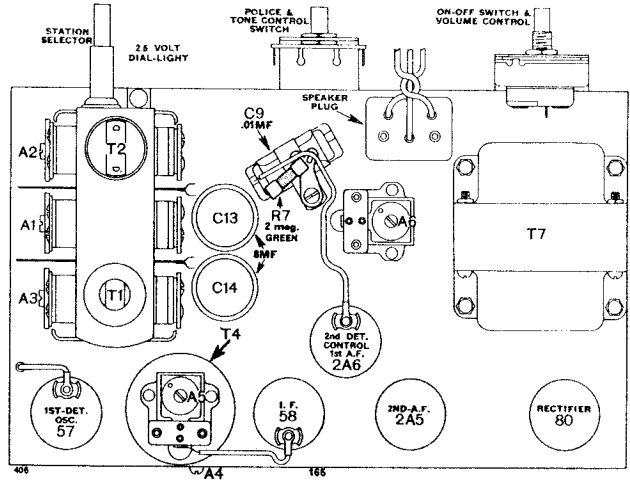 STATION
SELECTOR
2.5 VOLT
DIAL-LIGHT
POLICE &
TONE CONTROL
SWITCH
ON-OFF SWITCH &
VOLUME CONTROL
SPEAKER
PLUG
C9
.01MF
A2
T2
A1
C13
R7
2 meg.
GREEN
8MF
A6
T7
A3
T1
C14
T4
2nd DET.
CONTROL
1st A.F.
2A6
1ST-DET.
OSC.
57
A5
I.F.
58
2ND-A.F.
2A5
RECTIFIER
80
406
A4
165